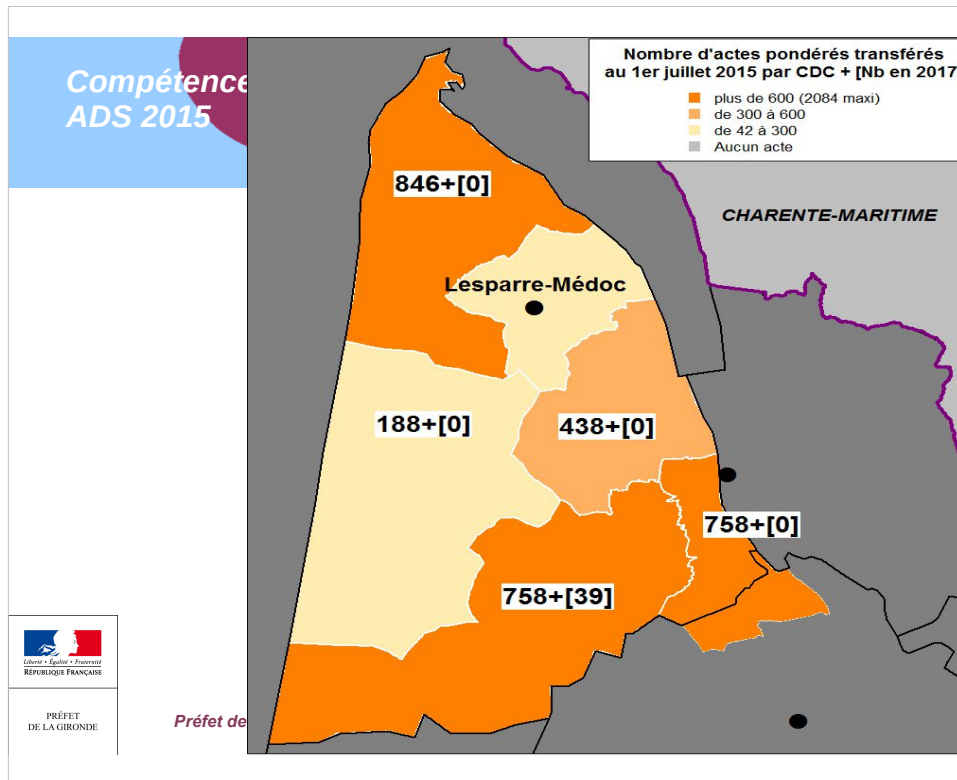 Compétence
ADS 2015
Nombre d'actes pondérés transférés
au 1er juillet 2015 par CDC + [Nb en 2017
plus de 600 (2084 maxi)
de 300 à 600
de 42 à 300
Aucun acte
846+[0]
CHARENTE-MARITIME
Lesparre-Médoc
188+[0]
438+[0]
758+[0]
758+[39]
Liberté • Égalité • Fraternité
RÉPUBLIQUE FRANÇAISE
PRÉFET
DE LA GIRONDE
Préfet de